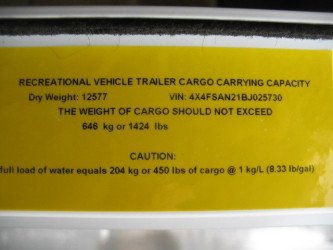 RECREATIONAL VEHICLE TRAILER CARGO CARRYING CAPACITY
Dry Weight: 12577 VIN: 4X4FSAN21BJ025730
THE WEIGHT OF CARGO SHOULD NOT EXCEED
646 kg or 1424 lbs
CAUTION:
full load of water equals 204 kg or 450 lbs of cargo @ 1 kg/L (8.33 lb/gal)